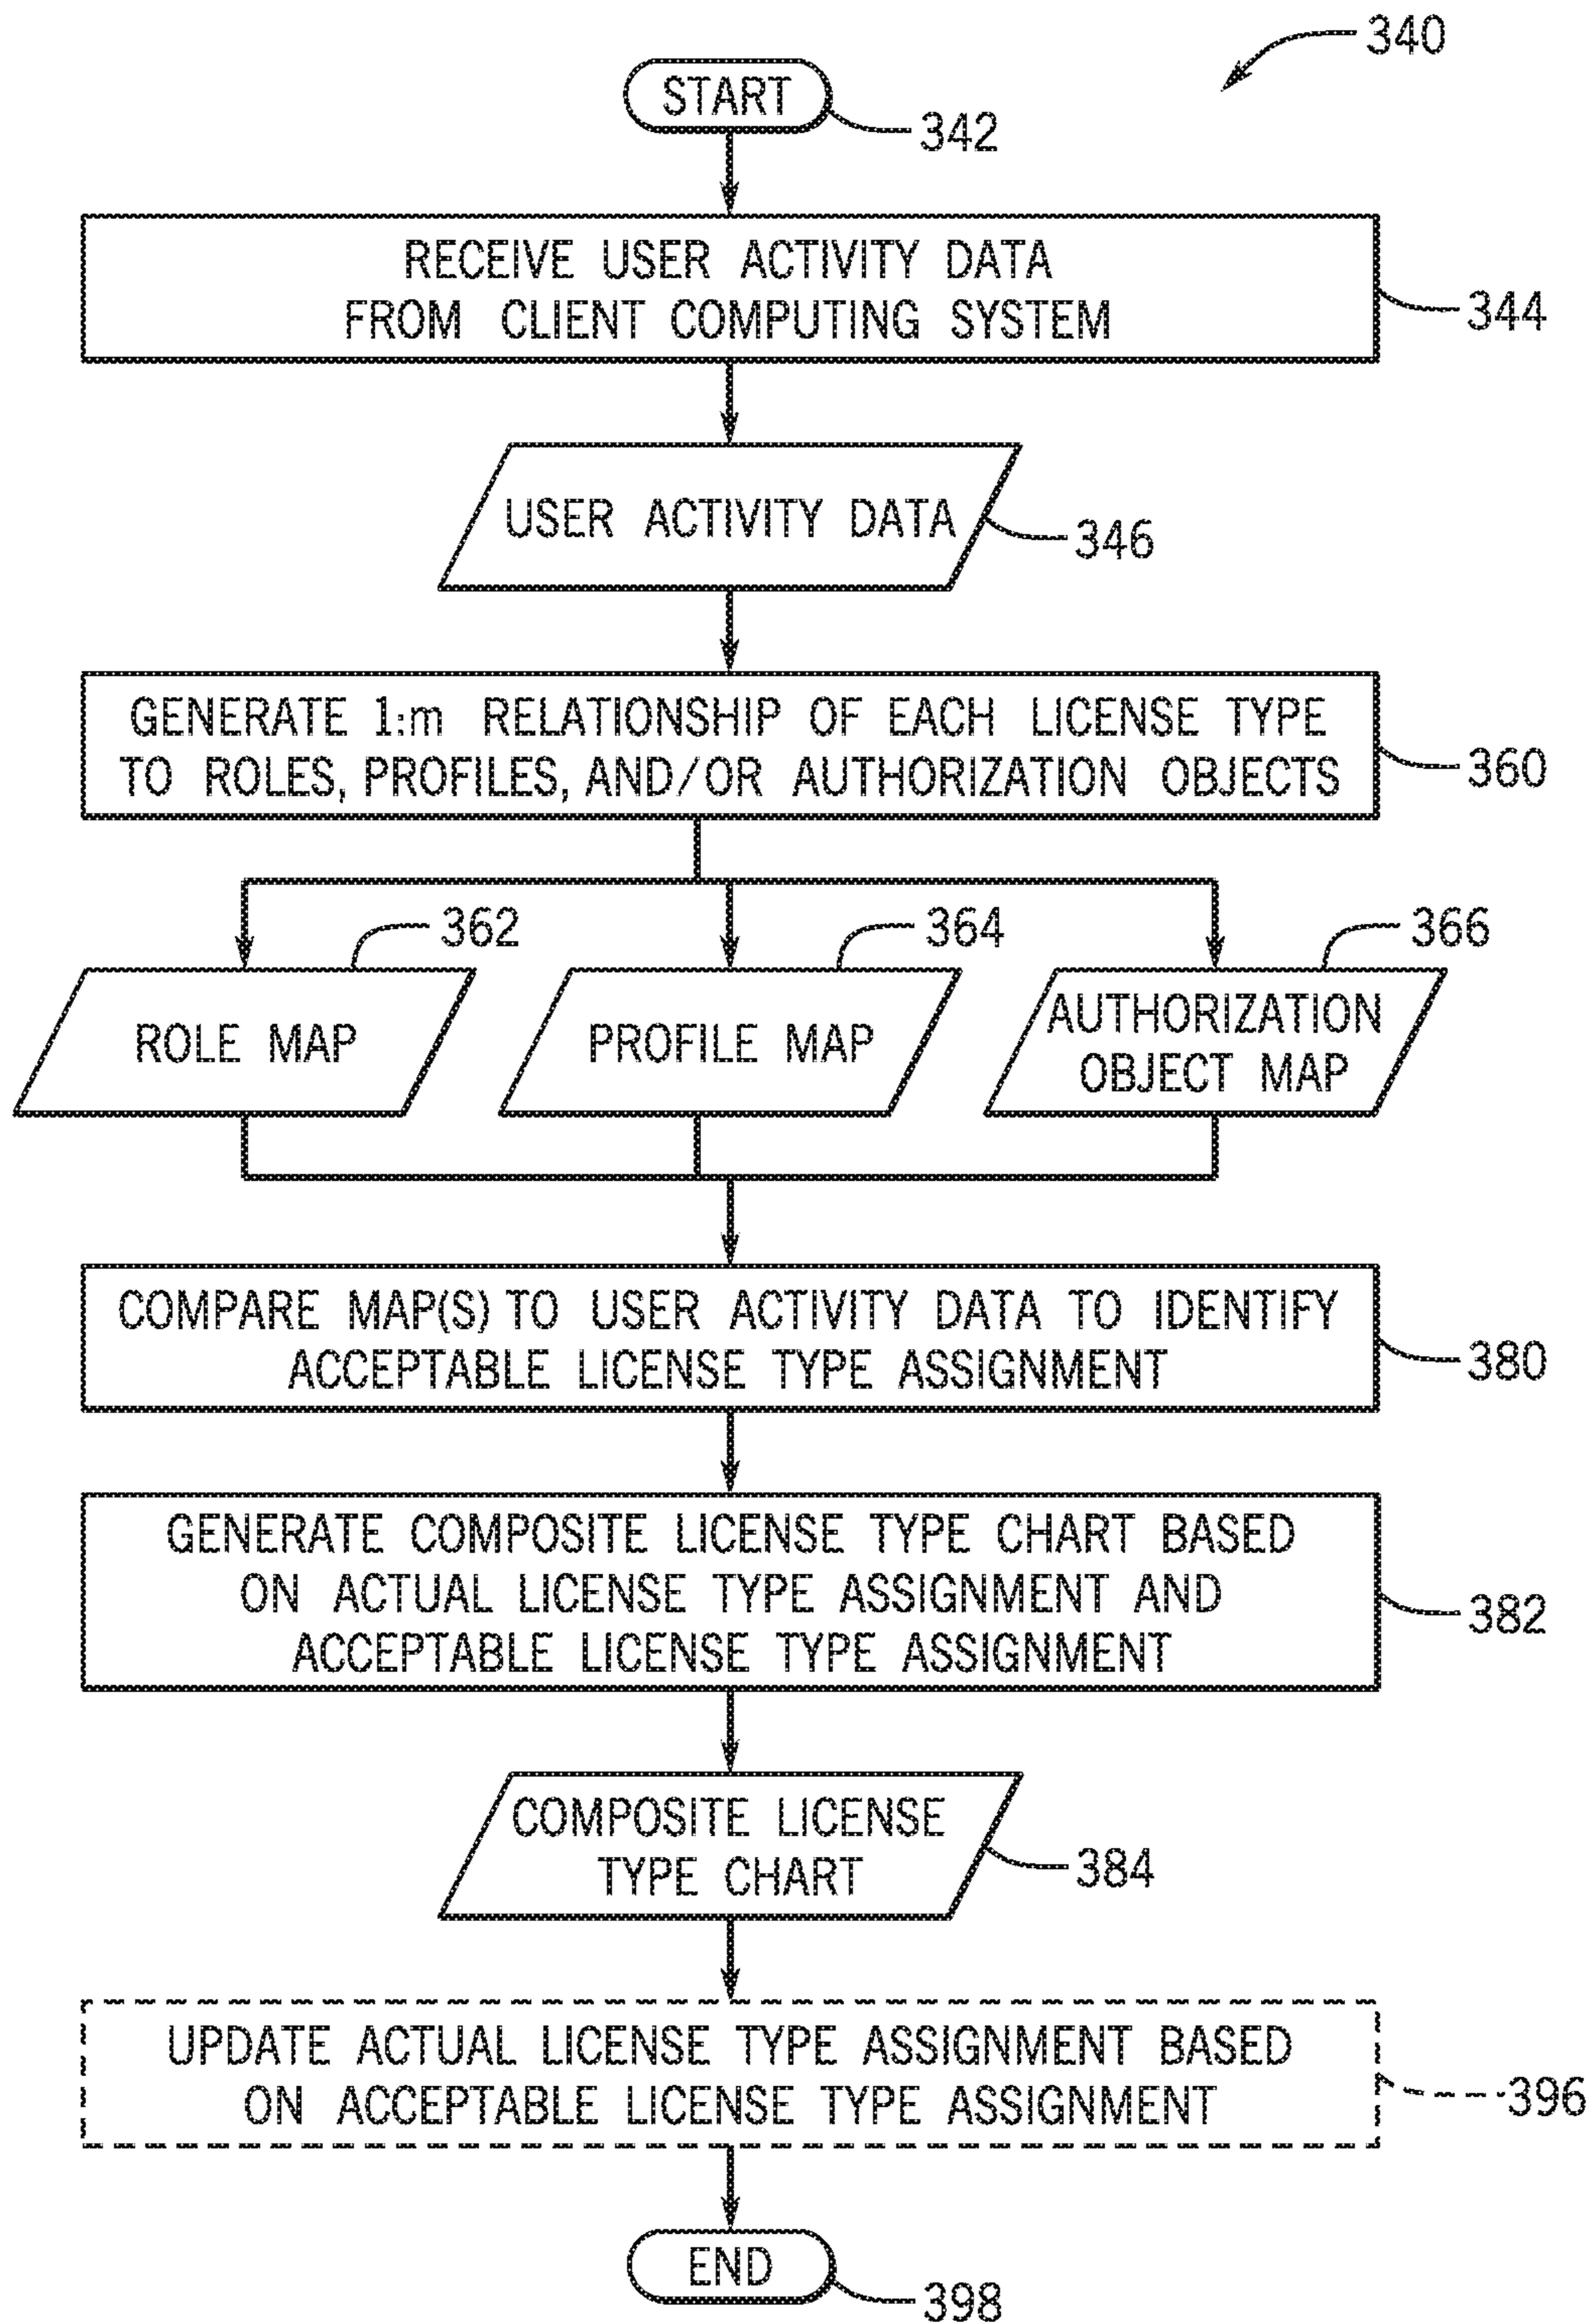 340
START
342
RECEIVE USER ACTIVITY DATA
FROM CLIENT COMPUTING SYSTEM
344
USER ACTIVITY DATA
346
GENERATE 1:m RELATIONSHIP OF EACH LICENSE TYPE
TO ROLES, PROFILES, AND/OR AUTHORIZATION OBJECTS
360
362
364
366
ROLE MAP
PROFILE MAP
AUTHORIZATION
OBJECT MAP
COMPARE MAP(S) TO USER ACTIVITY DATA TO IDENTIFY
ACCEPTABLE LICENSE TYPE ASSIGNMENT
380
GENERATE COMPOSITE LICENSE TYPE CHART BASED
ON ACTUAL LICENSE TYPE ASSIGNMENT AND
ACCEPTABLE LICENSE TYPE ASSIGNMENT
382
COMPOSITE LICENSE
TYPE CHART
384
UPDATE ACTUAL LICENSE TYPE ASSIGNMENT BASED
ON ACCEPTABLE LICENSE TYPE ASSIGNMENT
396
END
398